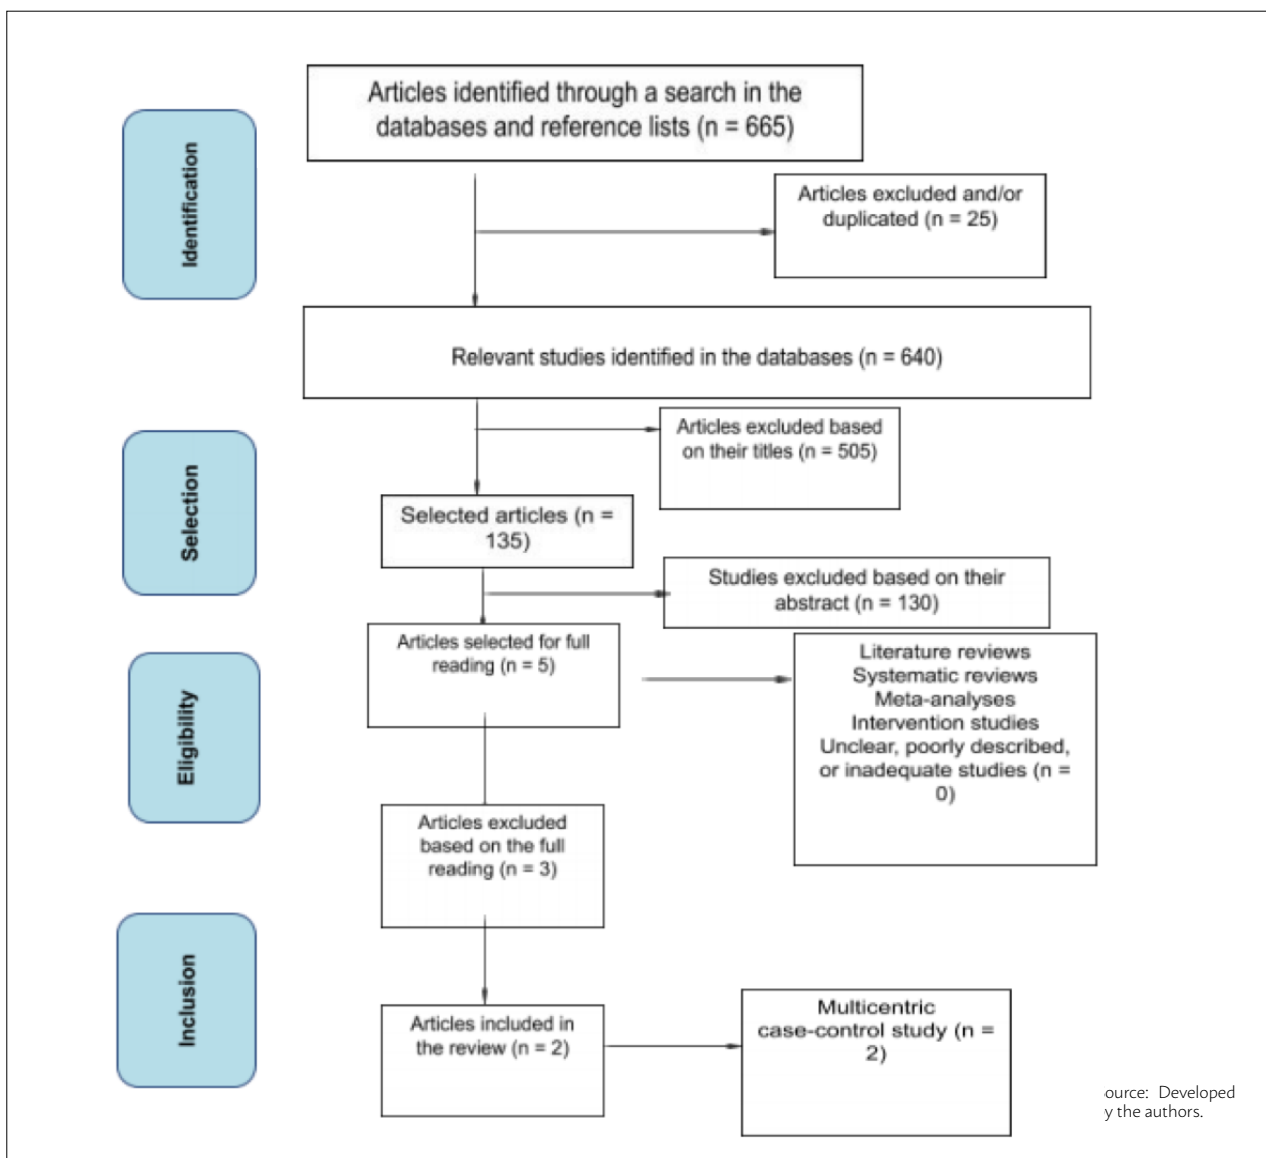 Articles identified through a search in the
databases and reference lists (n = 665)
Identification
Articles excluded and/or
duplicated (n = 25)
Relevant studies identified in the databases (n = 640)
Articles excluded based
on their titles (n = 505)
Selection
Selected articles (n =
135)
Studies excluded based on their
abstract (n = 130)
Articles selected for full
reading (n = 5)
Literature reviews
Systematic reviews
Meta-analyses
Intervention studies
Unclear, poorly described,
or inadequate studies (n =
0)
Eligibility
Articles excluded
based on the full
reading (n = 3)
Inclusion
Articles included in
the review (n = 2)
Multicentric
case-control study (n =
2)
ource: Developed
y the authors.